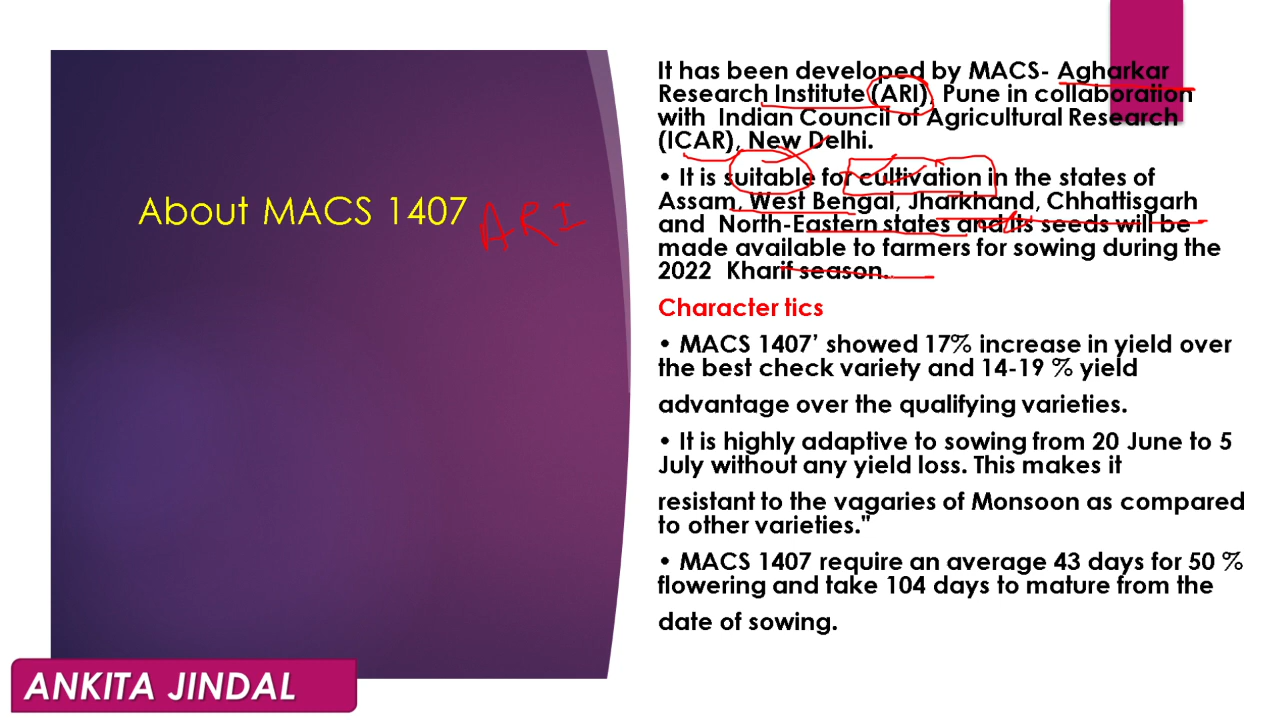 About MACS 1407
ARI
It has been developed by MACS- Agharkar
Research Institute (ARI), Pune in collaboration
with Indian Council of Agricultural Research
(ICAR), New Delhi.
• It is suitable for cultivation in the states of
Assam, West Bengal, Jharkhand, Chhattisgarh
and North-Eastern states and its seeds will be
made available to farmers for sowing during the
2022 Kharif season.
Character tics
• MACS 1407’ showed 17% increase in yield over
the best check variety and 14-19 % yield
advantage over the qualifying varieties.
• It is highly adaptive to sowing from 20 June to 5
July without any yield loss. This makes it
resistant to the vagaries of Monsoon as compared
to other varieties."
• MACS 1407 require an average 43 days for 50 %
flowering and take 104 days to mature from the
date of sowing.
ANKITA JINDAL